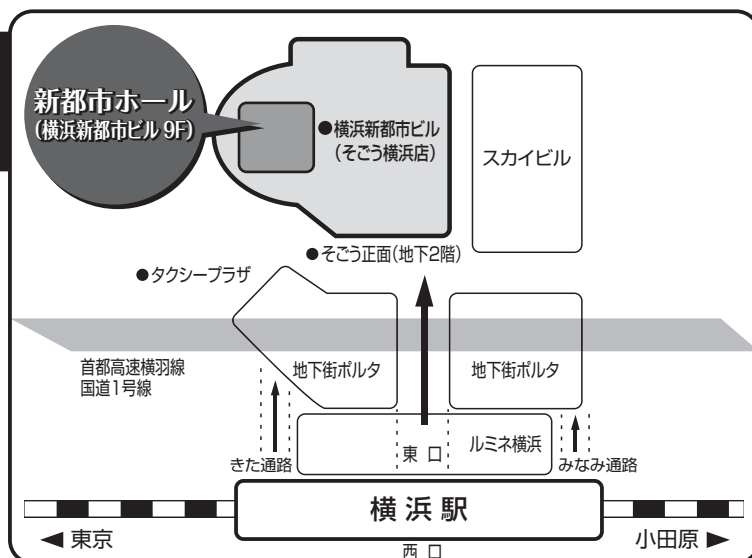 新都市ホール
(横浜新都市ビル 9F)
●横浜新都市ビル
(そごう横浜店)
スカイビル
●そごう正面(地下2階)
●タクシープラザ
首都高速横羽線
国道1号線
地下街ポルタ
地下街ポルタ
ルミネ横浜
東 口
きた通路
みなみ通路
横浜駅
◀ 東京
小田原 ▶
西 口